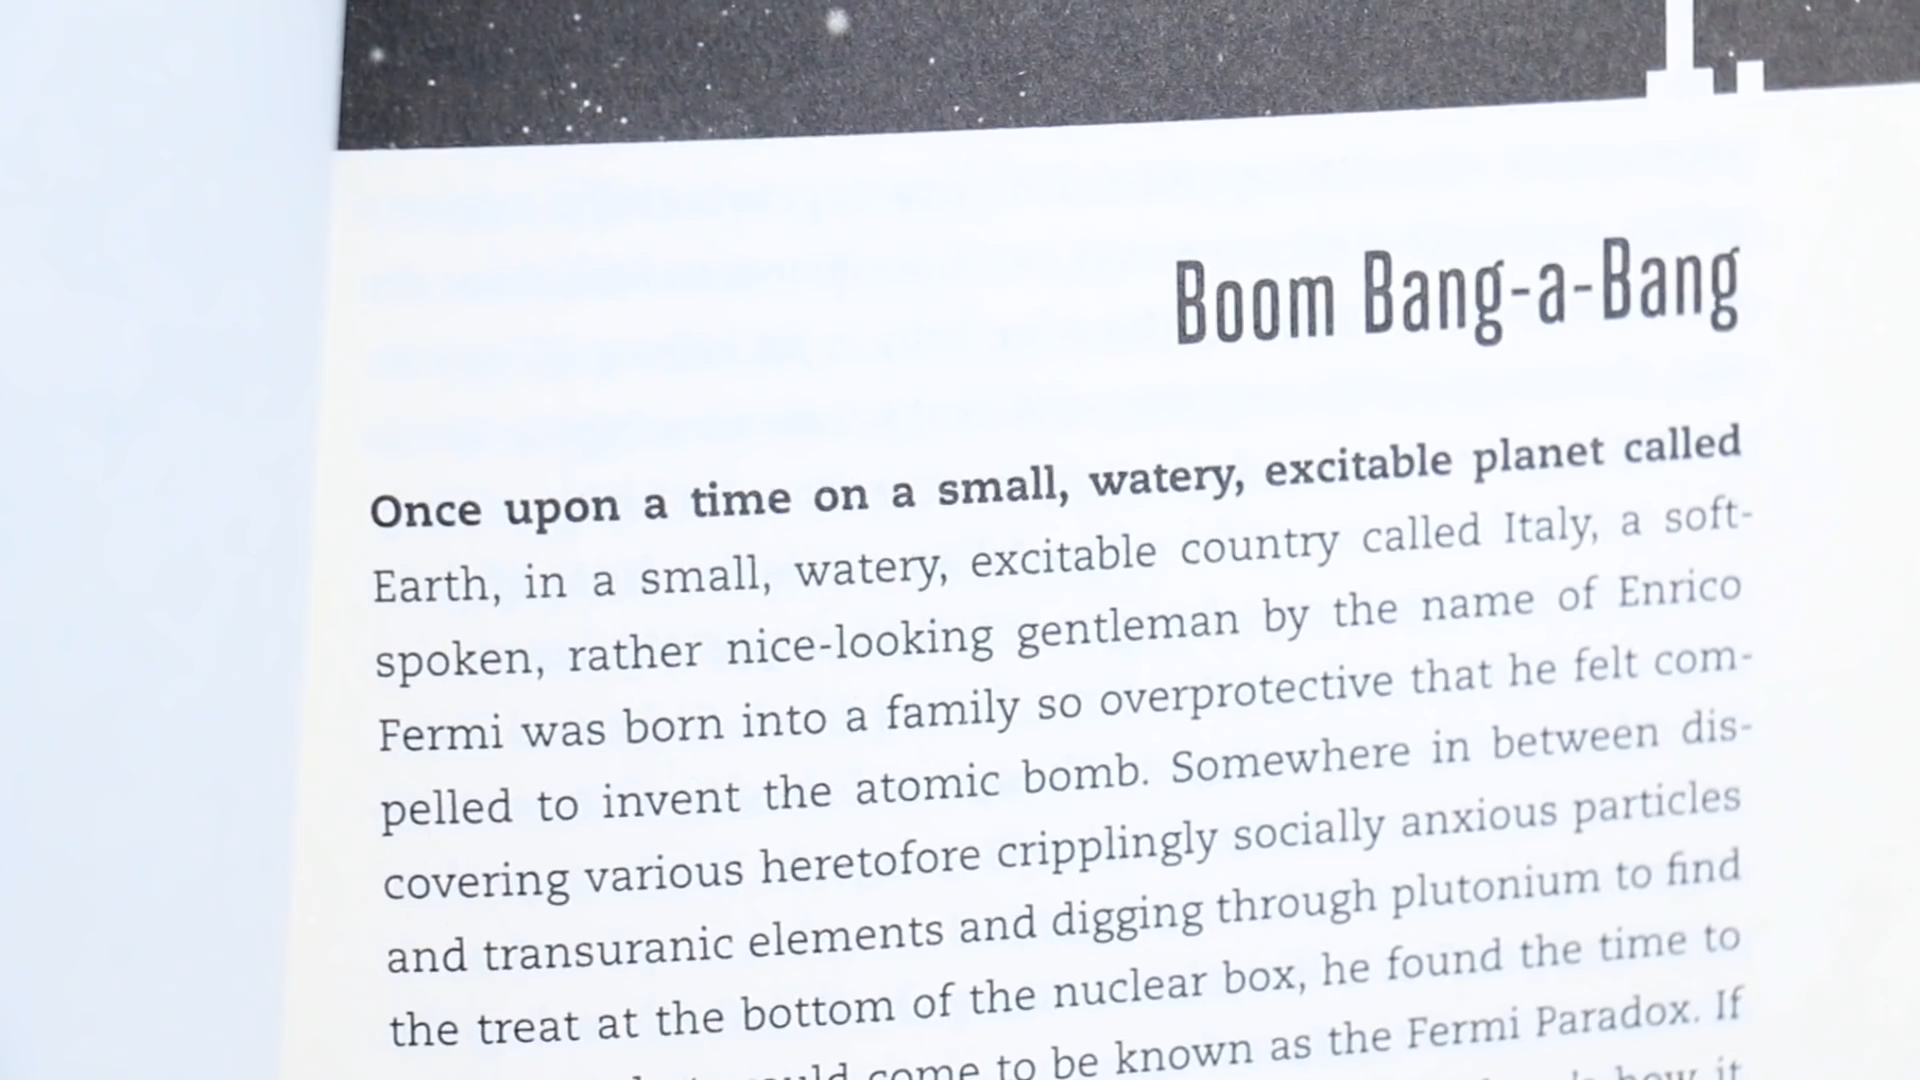 Boom Bang-a-Bang
Once upon a time on a small, watery, excitable planet called
Earth, in a small, watery, excitable country called Italy, a soft-
spoken, rather nice-looking gentleman by the name of Enrico
Fermi was born into a family so overprotective that he felt com-
pelled to invent the atomic bomb. Somewhere in between dis-
covering various heretofore cripplingly socially anxious particles
and transuranic elements and digging through plutonium to find
the treat at the bottom of the nuclear box, he found the time to
come to be known as the Fermi Paradox. If
how it